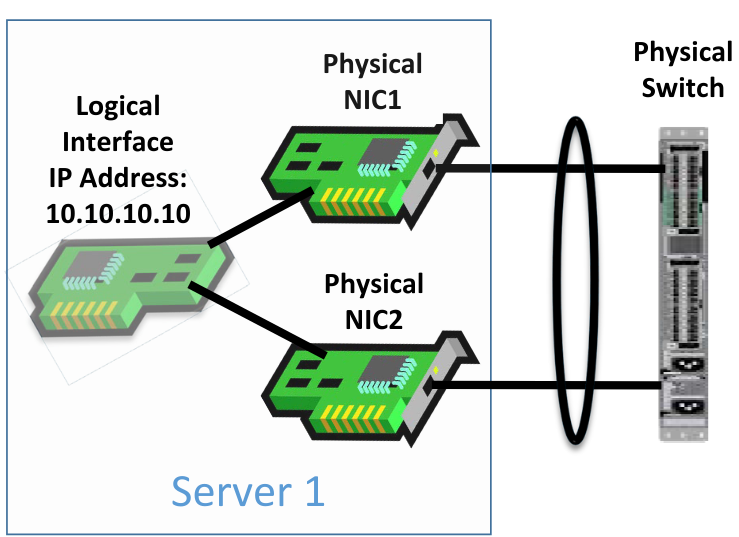 Logical
Interface
IP Address:
10.10.10.10
Physical
NIC1
Physical
NIC2
Physical
Switch
Server 1